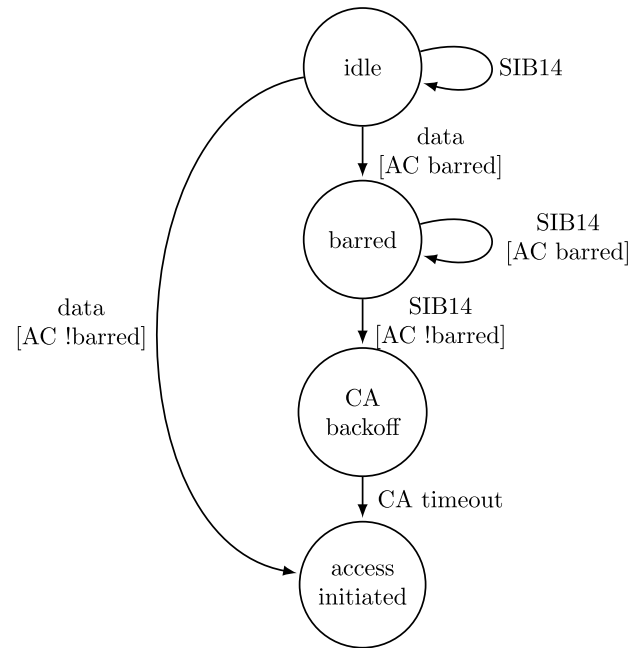 idle
SIB14
data
[AC barred]
barred
SIB14
[AC barred]
data
[AC !barred]
SIB14
[AC !barred]
CA
backoff
CA timeout
access
initiated